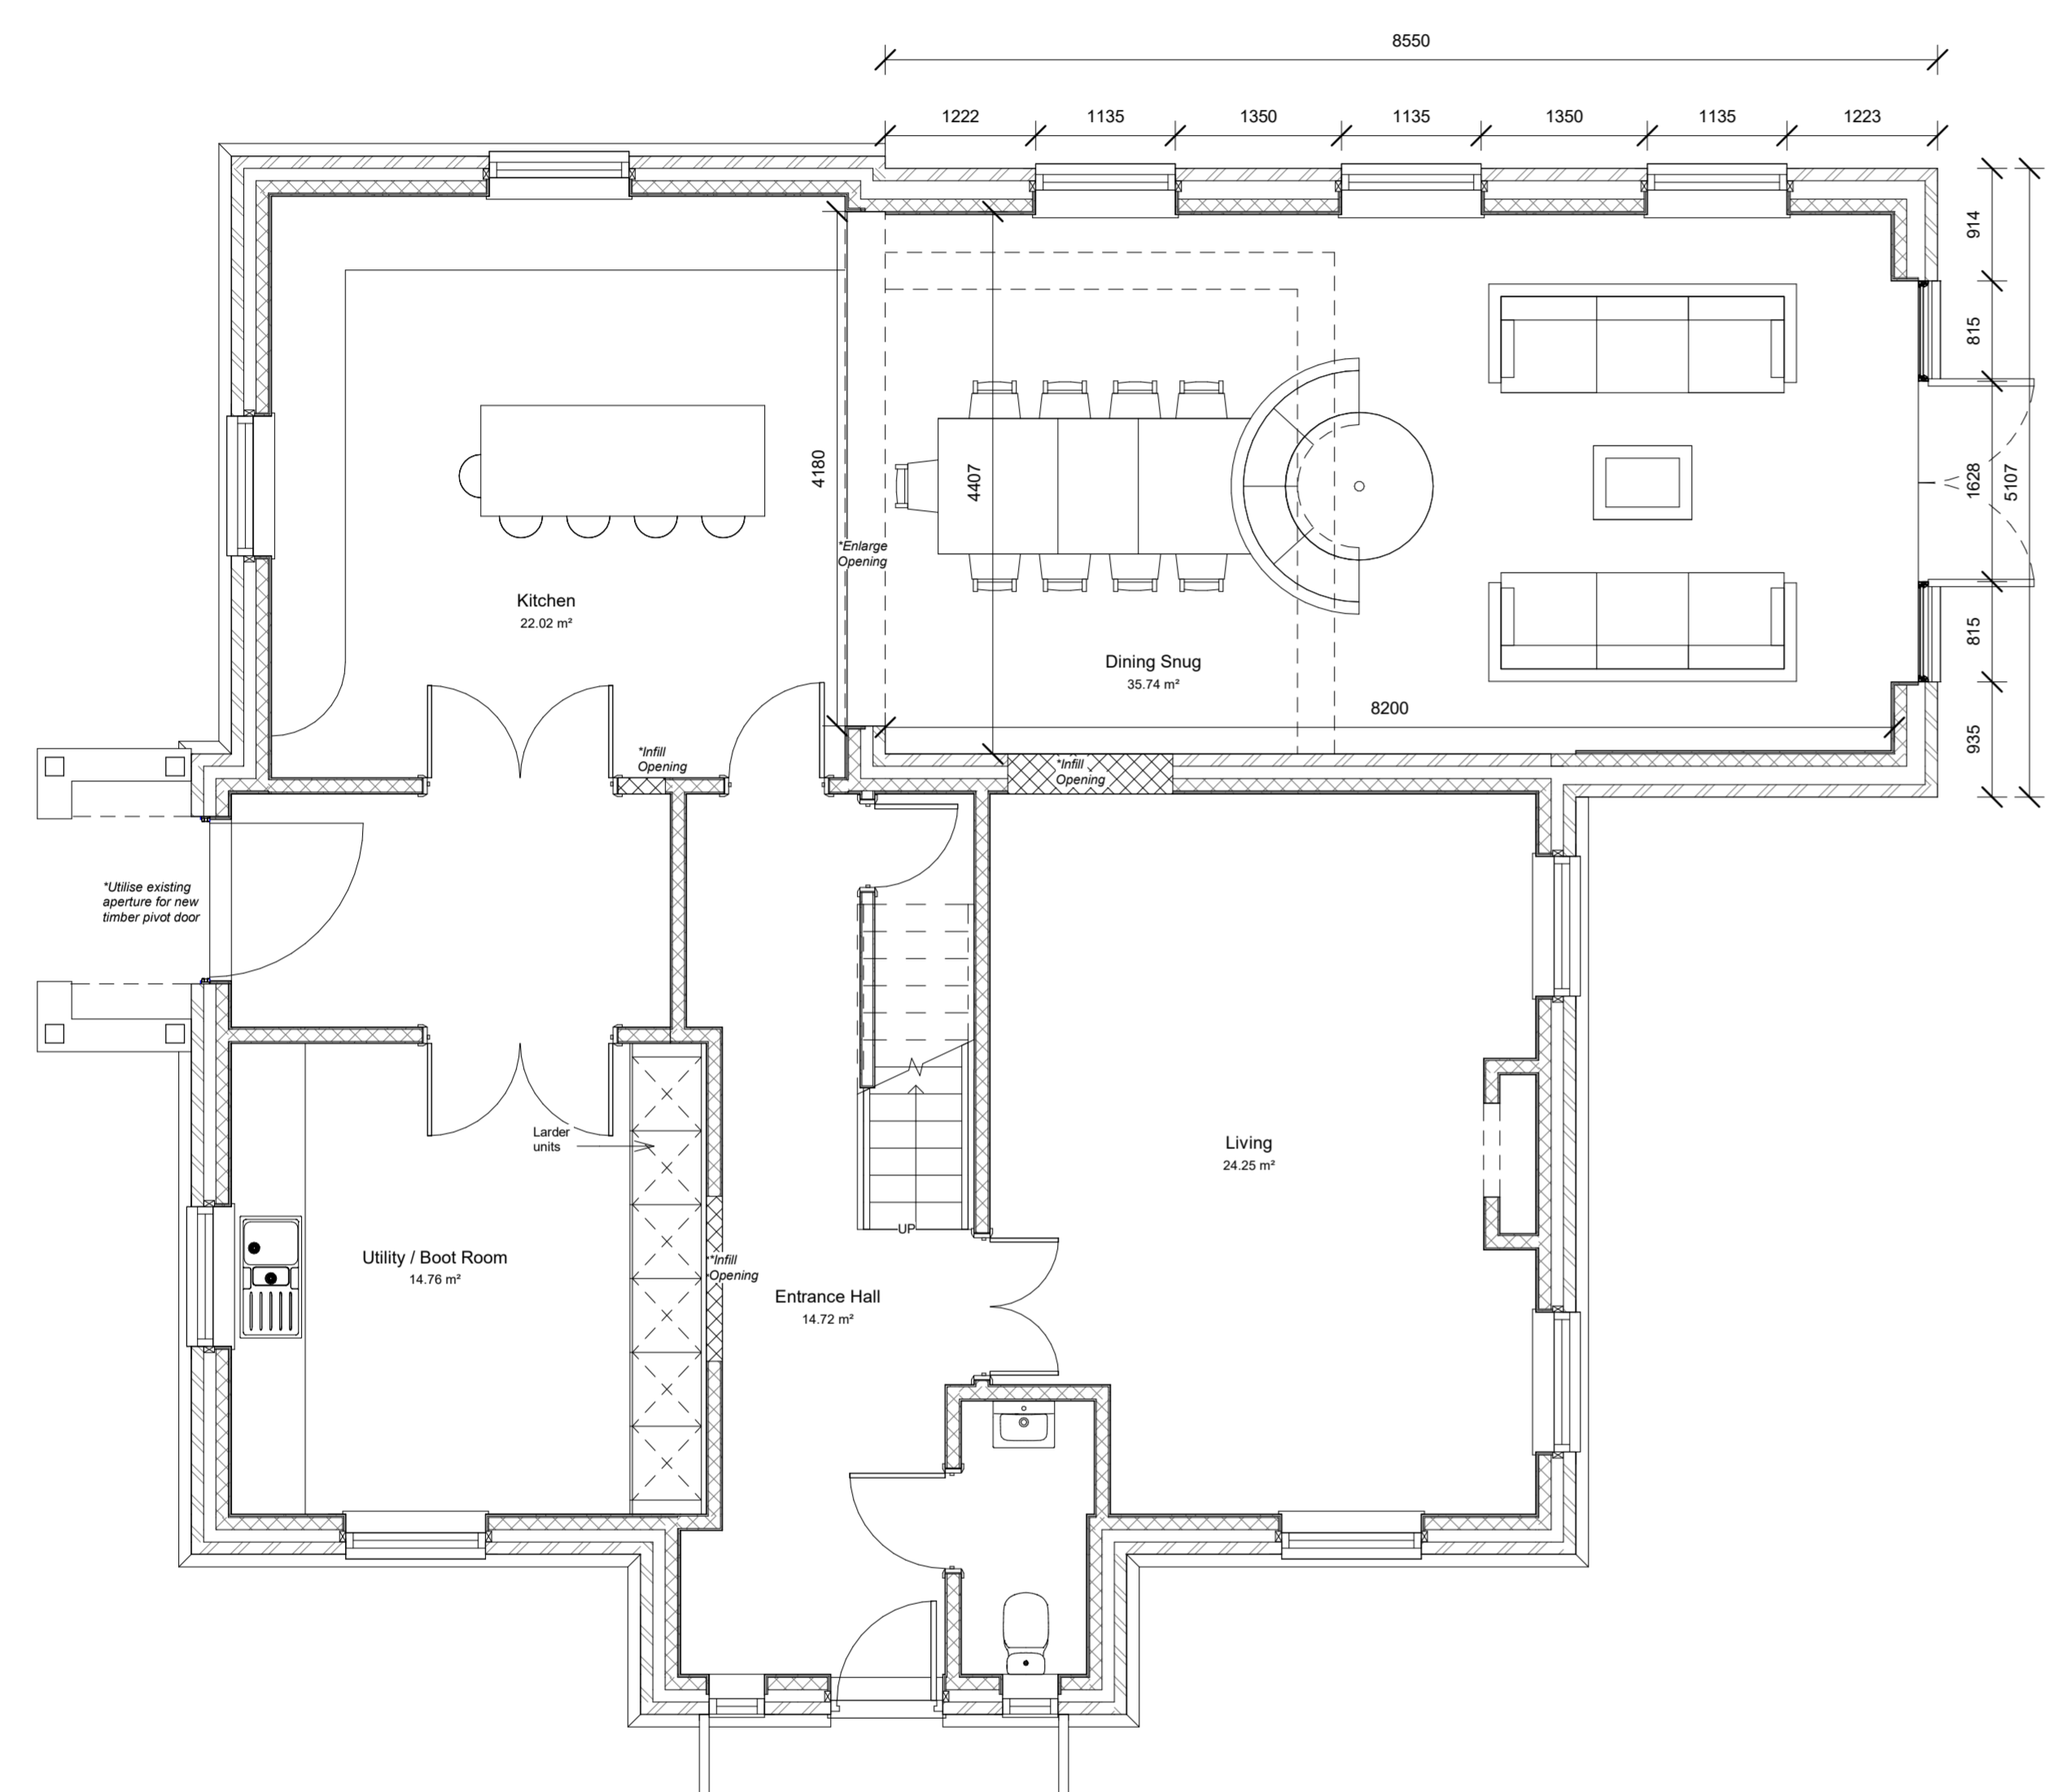 8550
1222
1135
1350
1135
1350
1135
1223
914
815
1628
5107
815
935
4180
4407
*Enlarge
Opening
Kitchen
22.02 m²
Dining Snug
35.74 m²
8200
*Infill
Opening
*Infill
Opening
*Utilise existing
aperture for new
timber pivot door
Larder
units
Living
24.25 m²
UP
Utility / Boot Room
14.76 m²
*Infill
Opening
Entrance Hall
14.72 m²